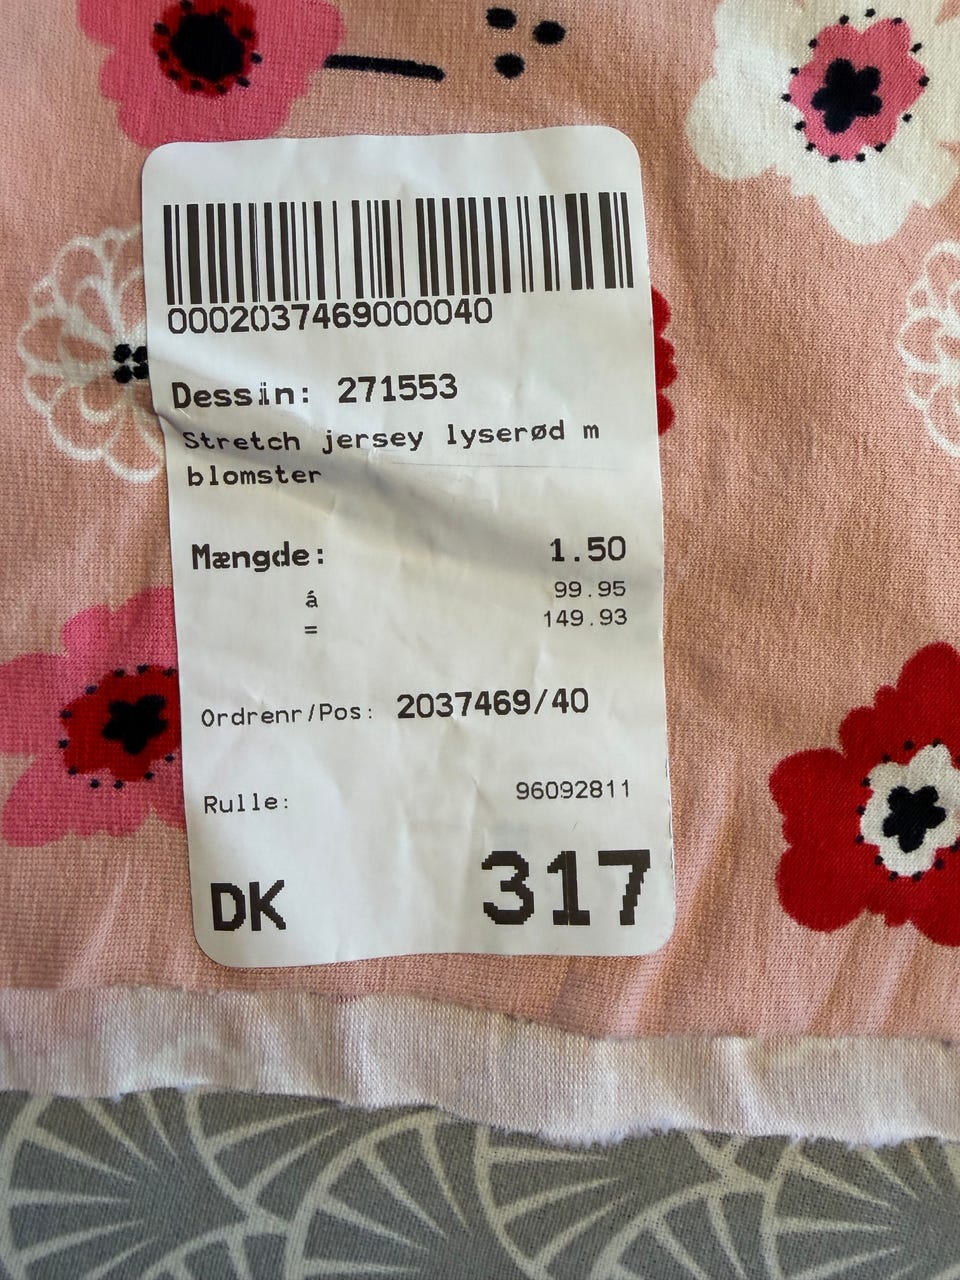 0002037469000040
Dessin: 271553
Stretch jersey lyserød m
blomster
Mængde: 1.50
á 99.95
= 149.93
Ordrenr/Pos: 2037469/40
Rulle: 96092811
DK 317